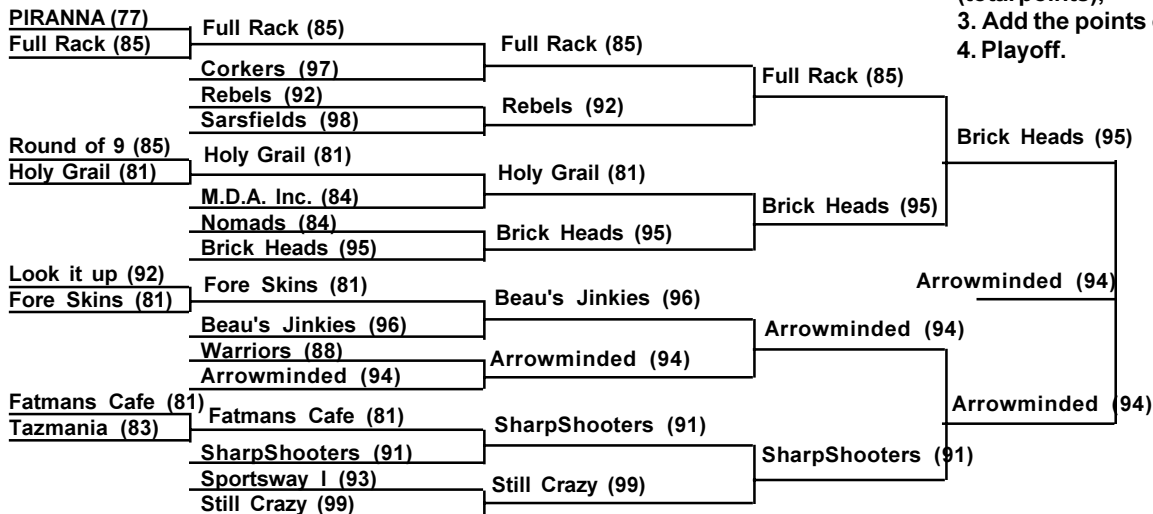 (total points),
3. Add the points
4. Playoff.
PIRANNA (77)
Full Rack (85)
Round of 9 (85)
Holy Grail (81)
Look it up (92)
Fore Skins (81)
Fatmans Cafe (81)
Tazmania (83)
Full Rack (85)
Corkers (97)
Rebels (92)
Sarsfields (98)
Holy Grail (81)
M.D.A. Inc. (84)
Nomads (84)
Brick Heads (95)
Fore Skins (81)
Beau's Jinkies (96)
Warriors (88)
Arrowminded (94)
Fatmans Cafe (81)
SharpShooters (91)
Sportsway I (93)
Still Crazy (99)
Full Rack (85)
Rebels (92)
Holy Grail (81)
Brick Heads (95)
Beau's Jinkies (96)
Arrowminded (94)
SharpShooters (91)
Still Crazy (99)
Full Rack (85)
Brick Heads (95)
Arrowminded (94)
SharpShooters (91)
Brick Heads (95)
Arrowminded (94)
Arrowminded (94)